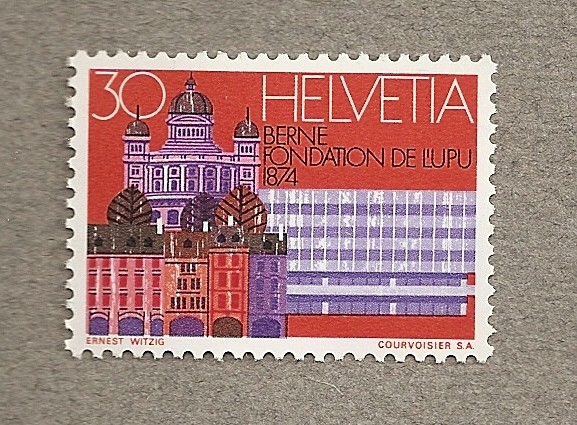 30 HELVETIA
BERNE
FONDATION DE L'UPU
1874
ERNEST WITZIG COURVOISIER S.A.